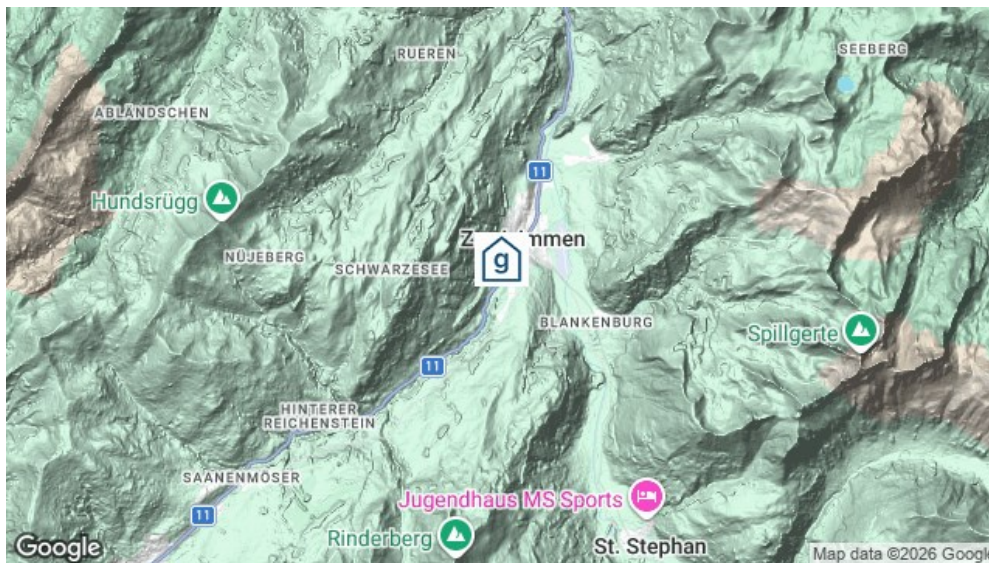 SEEBERG
RUEREN
ABLÄNDSCHEN
11
Hundsrügg
NÜJEBERG
SCHWARZESEE
g
BLANKENBURG
Spillgerte
11
HINTERER
REICHENSTEIN
SAANENMÖSER
11
Jugendhaus MS Sports
Rinderberg
St. Stephan
Google
Map data ©2026 Google